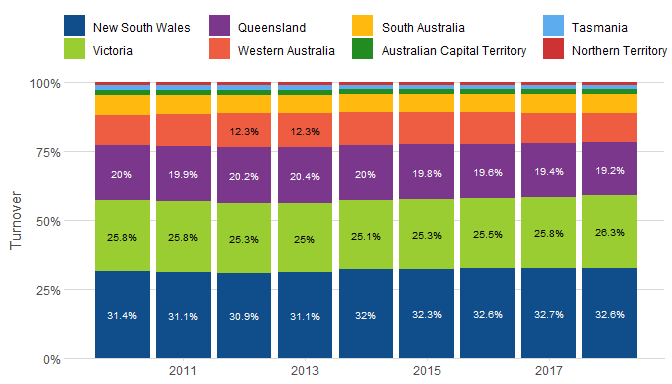 New South Wales Queensland South Australia Tasmania
Victoria Western Australia Australian Capital Territory Northern Territory
100%
12.3% 12.3%
75%
20% 19.9% 20.2% 20.4% 20% 19.8% 19.6% 19.4% 19.2%
Turnover
50%
25.8% 25.8% 25.3% 25% 25.1% 25.3% 25.5% 25.8% 26.3%
25%
31.4% 31.1% 30.9% 31.1% 32% 32.3% 32.6% 32.7% 32.6%
0%
2011 2013 2015 2017